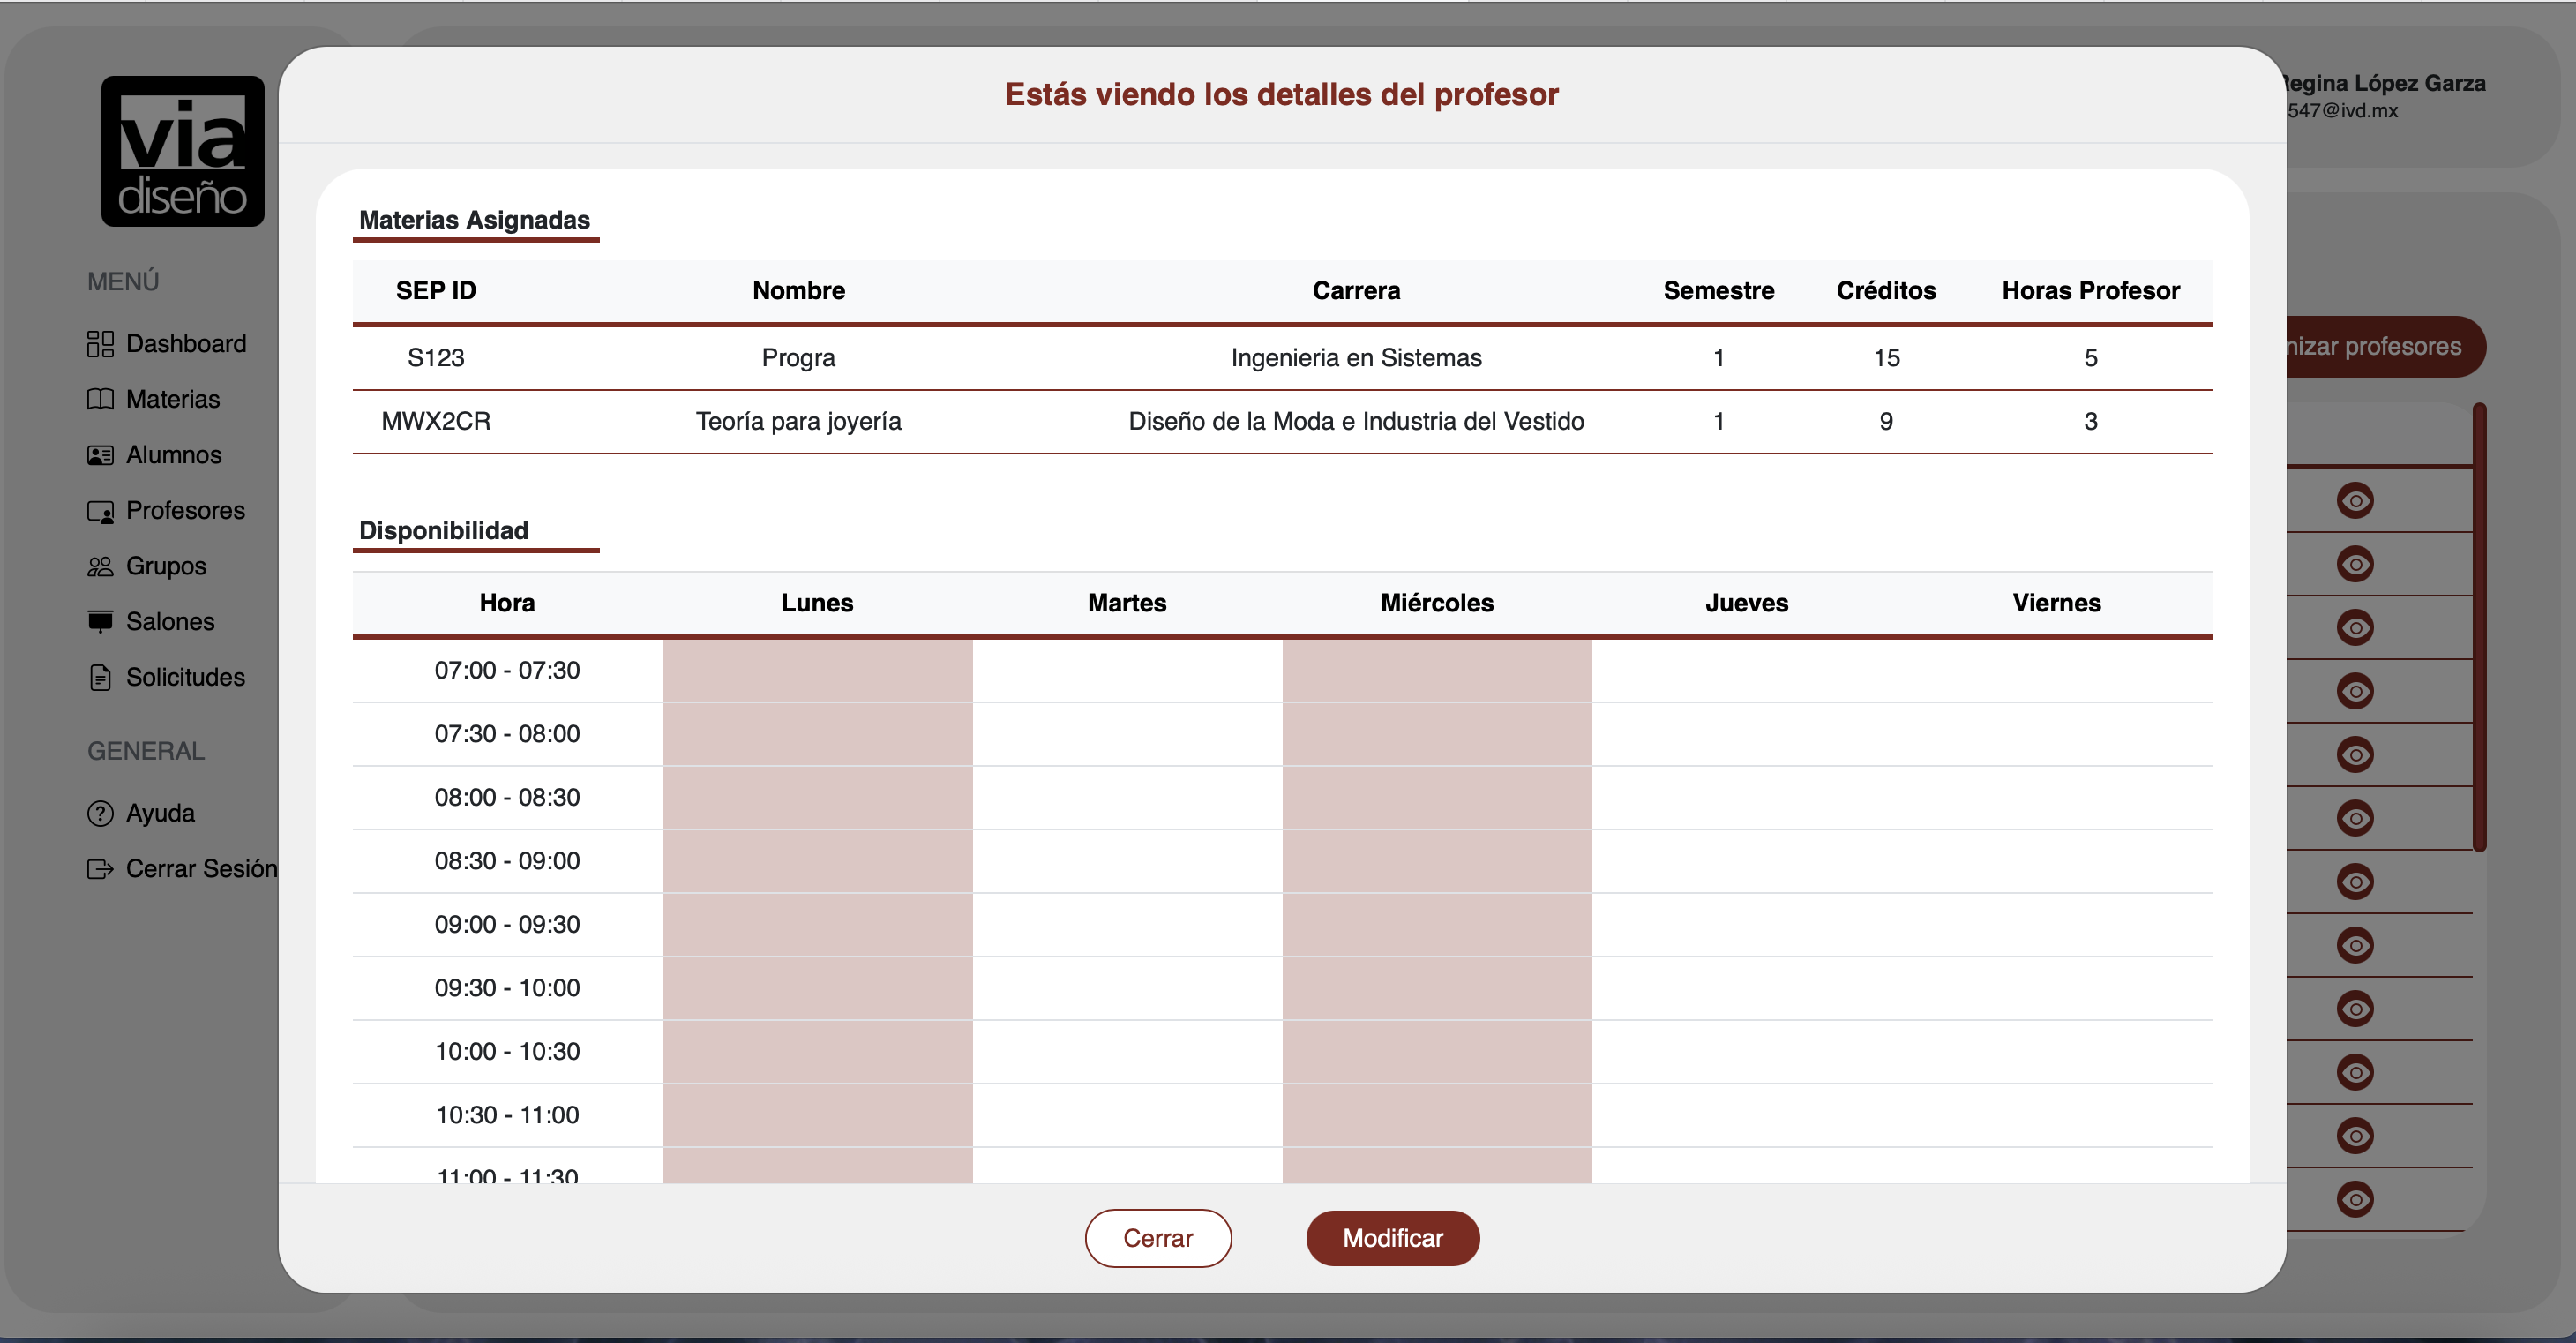 via
diseño
MENÚ
Dashboard
Materias
Alumnos
Profesores
Grupos
Salones
Solicitudes
GENERAL
Ayuda
Cerrar Sesión
Estás viendo los detalles del profesor
Materias Asignadas
SEP ID Nombre Carrera Semestre Créditos Horas Profesor
S123 Progra Ingenieria en Sistemas 1 15 5
MWX2CR Teoría para joyería Diseño de la Moda e Industria del Vestido 1 9 3
Disponibilidad
Hora Lunes Martes Miércoles Jueves Viernes
07:00 - 07:30
07:30 - 08:00
08:00 - 08:30
08:30 - 09:00
09:00 - 09:30
09:30 - 10:00
10:00 - 10:30
10:30 - 11:00
11:00 - 11:30
Cerrar Modificar
Regina López Garza
547@ivd.mx
nizar profesores